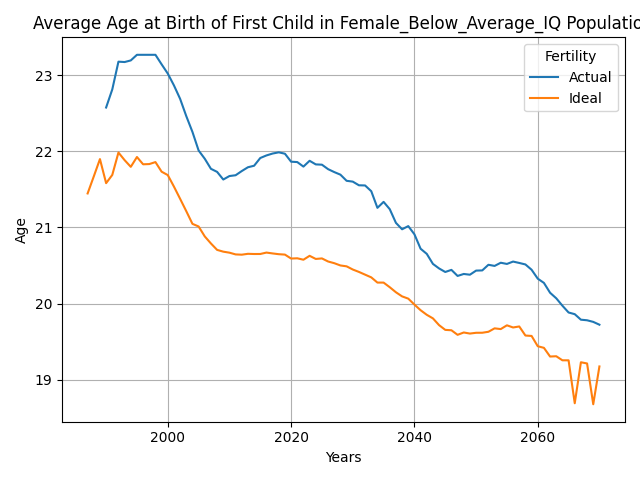 Average Age at Birth of First Child in Female_Below_Average_IQ Populatio
Fertility
Actual
Ideal
23
22
21
20
19
Age
2000
2020
2040
2060
Years